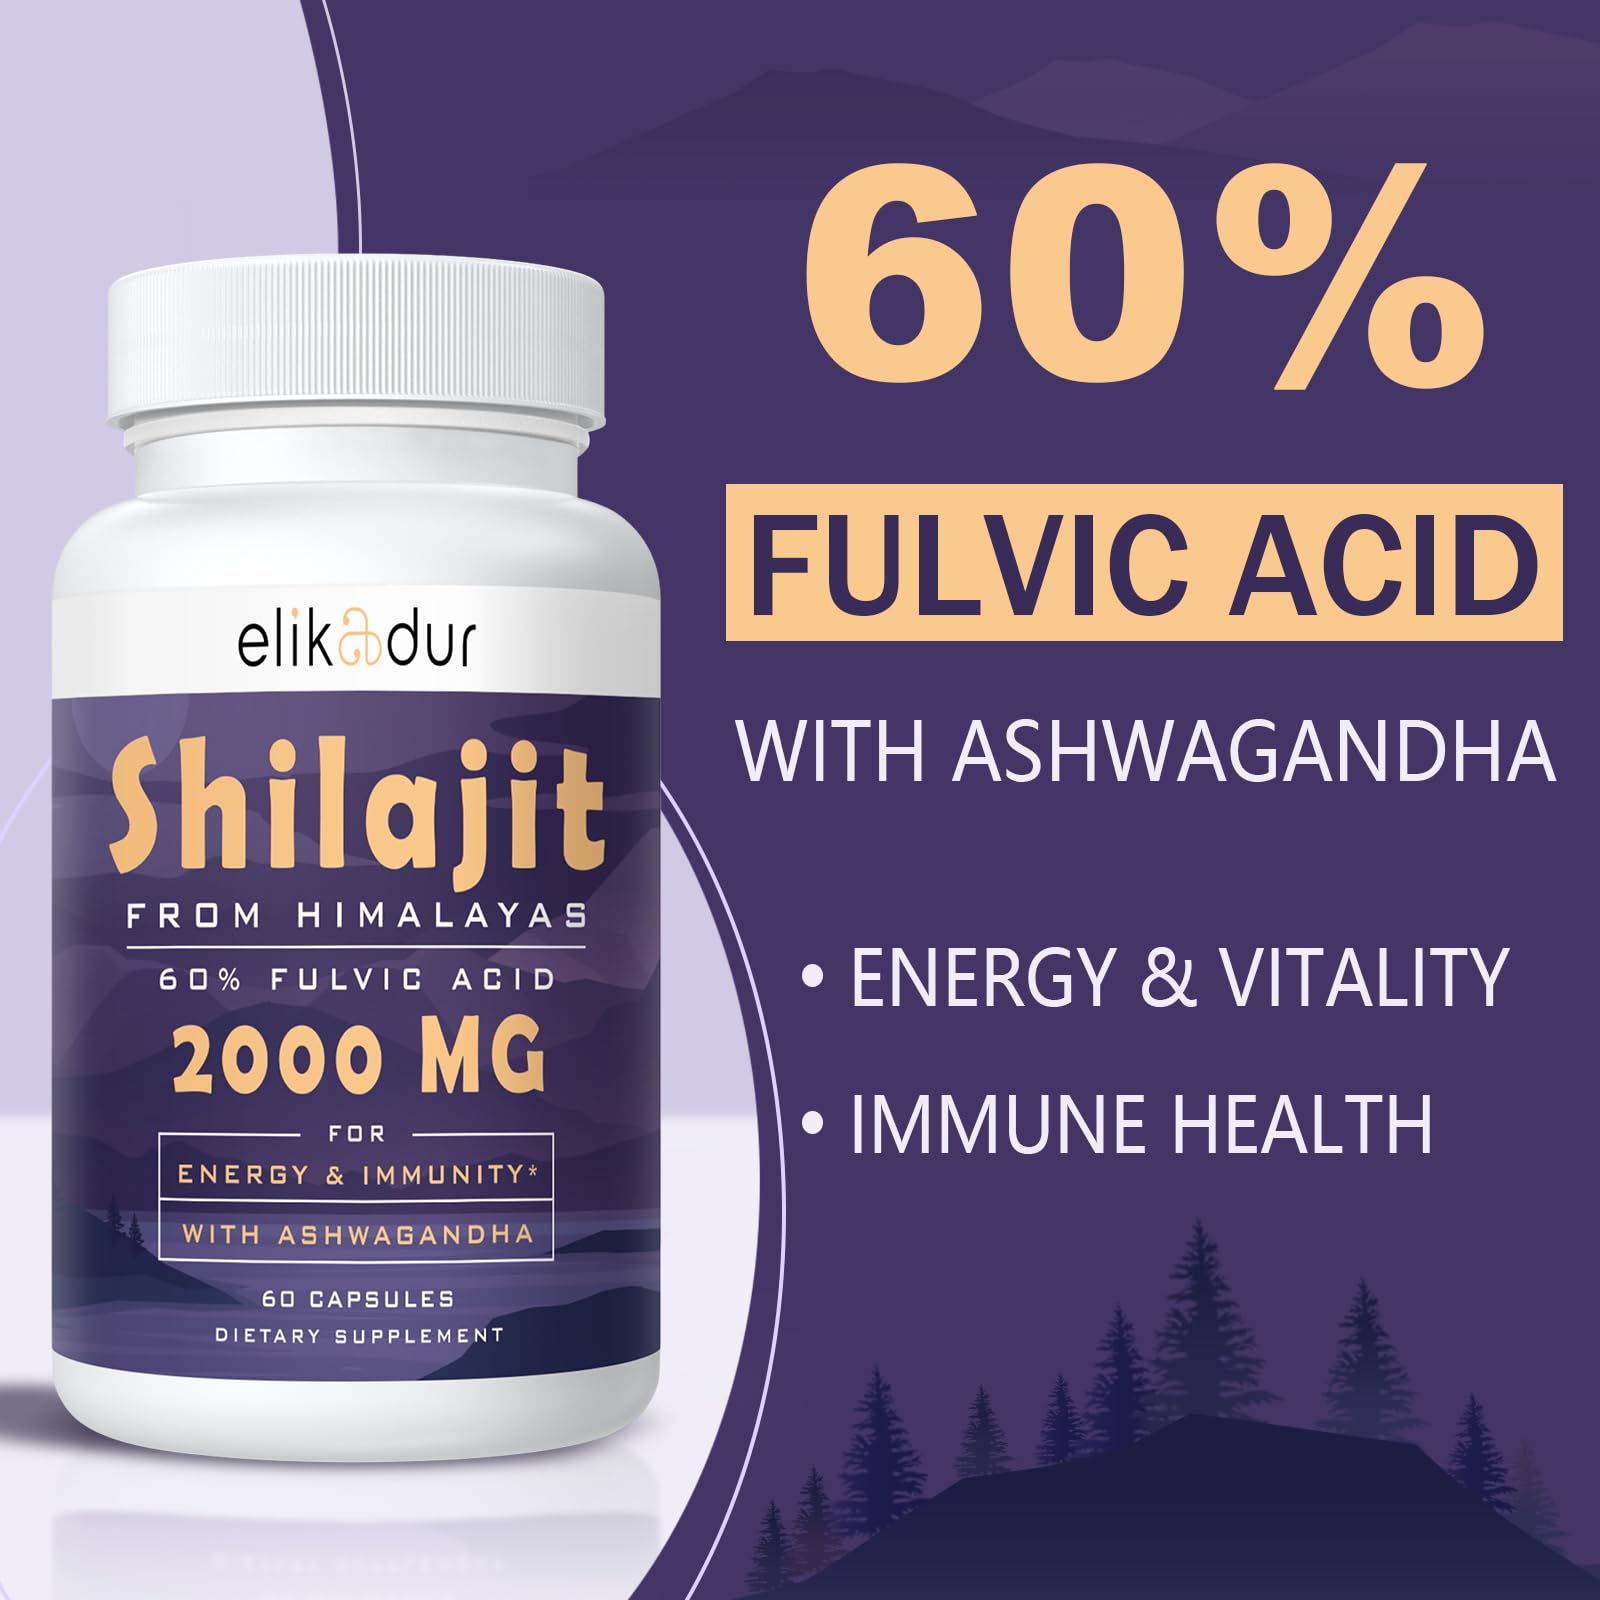 elikadur
Shilajit
FROM HIMALAYAS
60% FULVIC ACID
2000 MG
FOR
ENERGY & IMMUNITY*
WITH ASHWAGANDHA
60 CAPSULES
DIETARY SUPPLEMENT
60%
FULVIC ACID
WITH ASHWAGANDHA
• ENERGY & VITALITY
• IMMUNE HEALTH